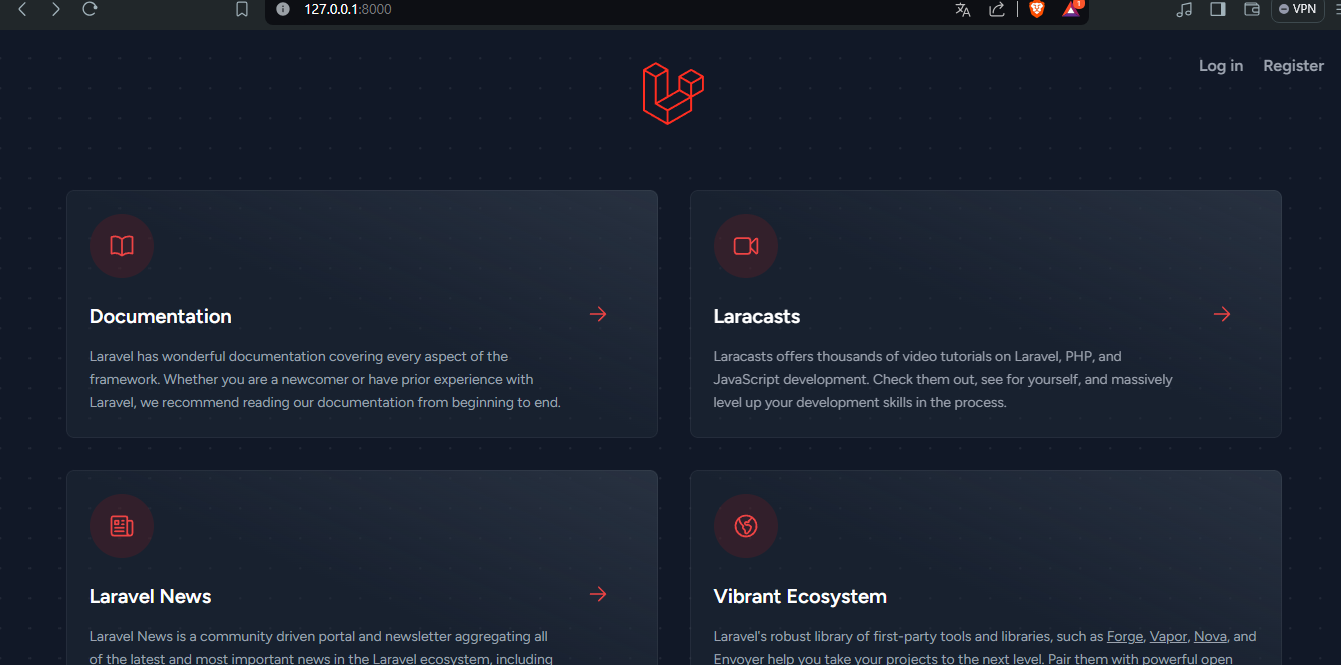 127.0.0.1:8000
1
VPN
Log in Register
Documentation
Laravel has wonderful documentation covering every aspect of the
framework. Whether you are a newcomer or have prior experience with
Laravel, we recommend reading our documentation from beginning to end.
Laracasts
Laracasts offers thousands of video tutorials on Laravel, PHP, and
JavaScript development. Check them out, see for yourself, and massively
level up your development skills in the process.
Laravel News
Laravel News is a community driven portal and newsletter aggregating all
of the latest and most important news in the Laravel ecosystem, including
Vibrant Ecosystem
Laravel's robust library of first-party tools and libraries, such as Forge, Vapor, Nova, and
Envoyer help you take your projects to the next level. Pair them with powerful open